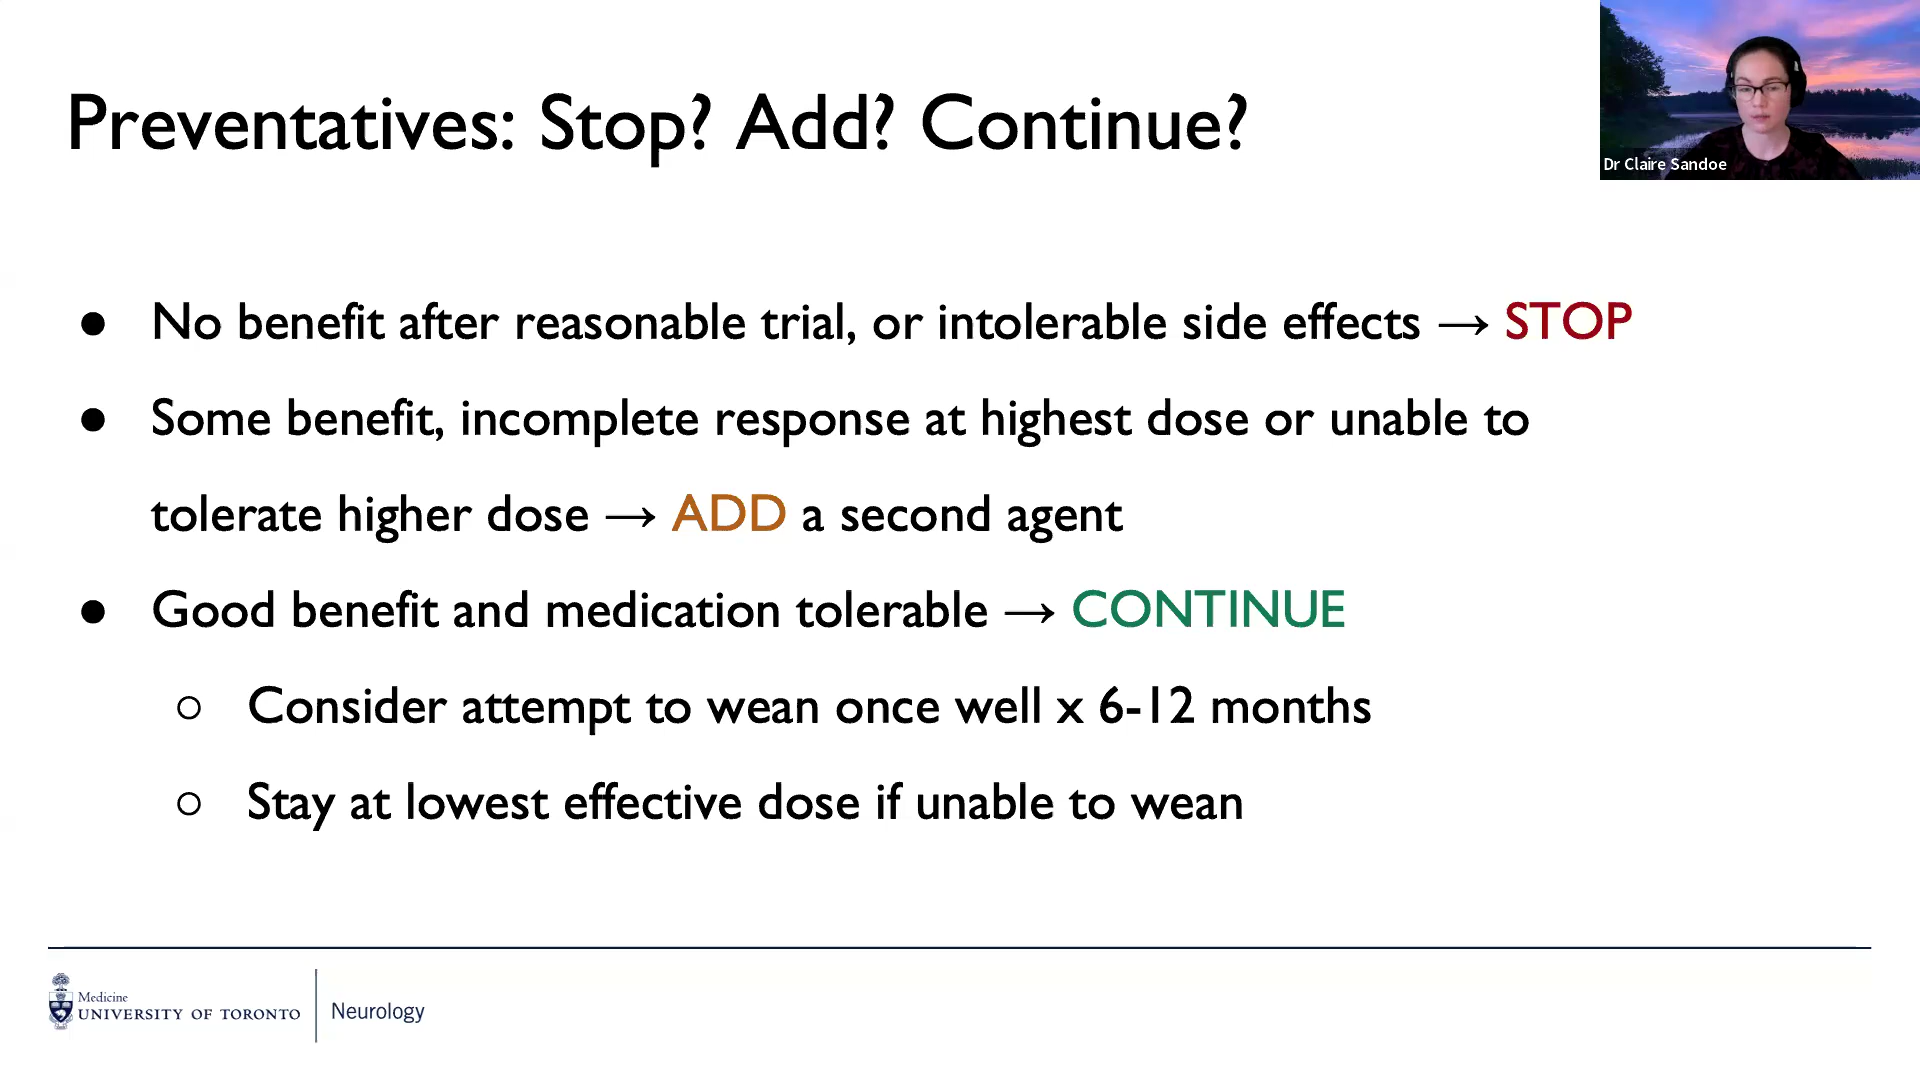 Preventatives: Stop? Add? Continue?
Dr Claire Sandoe
● No benefit after reasonable trial, or intolerable side effects → STOP
● Some benefit, incomplete response at highest dose or unable to
tolerate higher dose → ADD a second agent
● Good benefit and medication tolerable → CONTINUE
○ Consider attempt to wean once well x 6-12 months
○ Stay at lowest effective dose if unable to wean
Medicine
UNIVERSITY OF TORONTO
Neurology